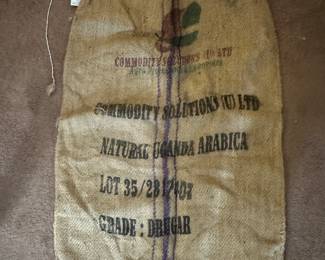 COMMODITY SOLUTIONS (U) LTD
COMMODITY SOLUTIONS (U) LTD
NATURAL UGANDA ARABICA
LOT 35/28
GRADE : DRUGAR